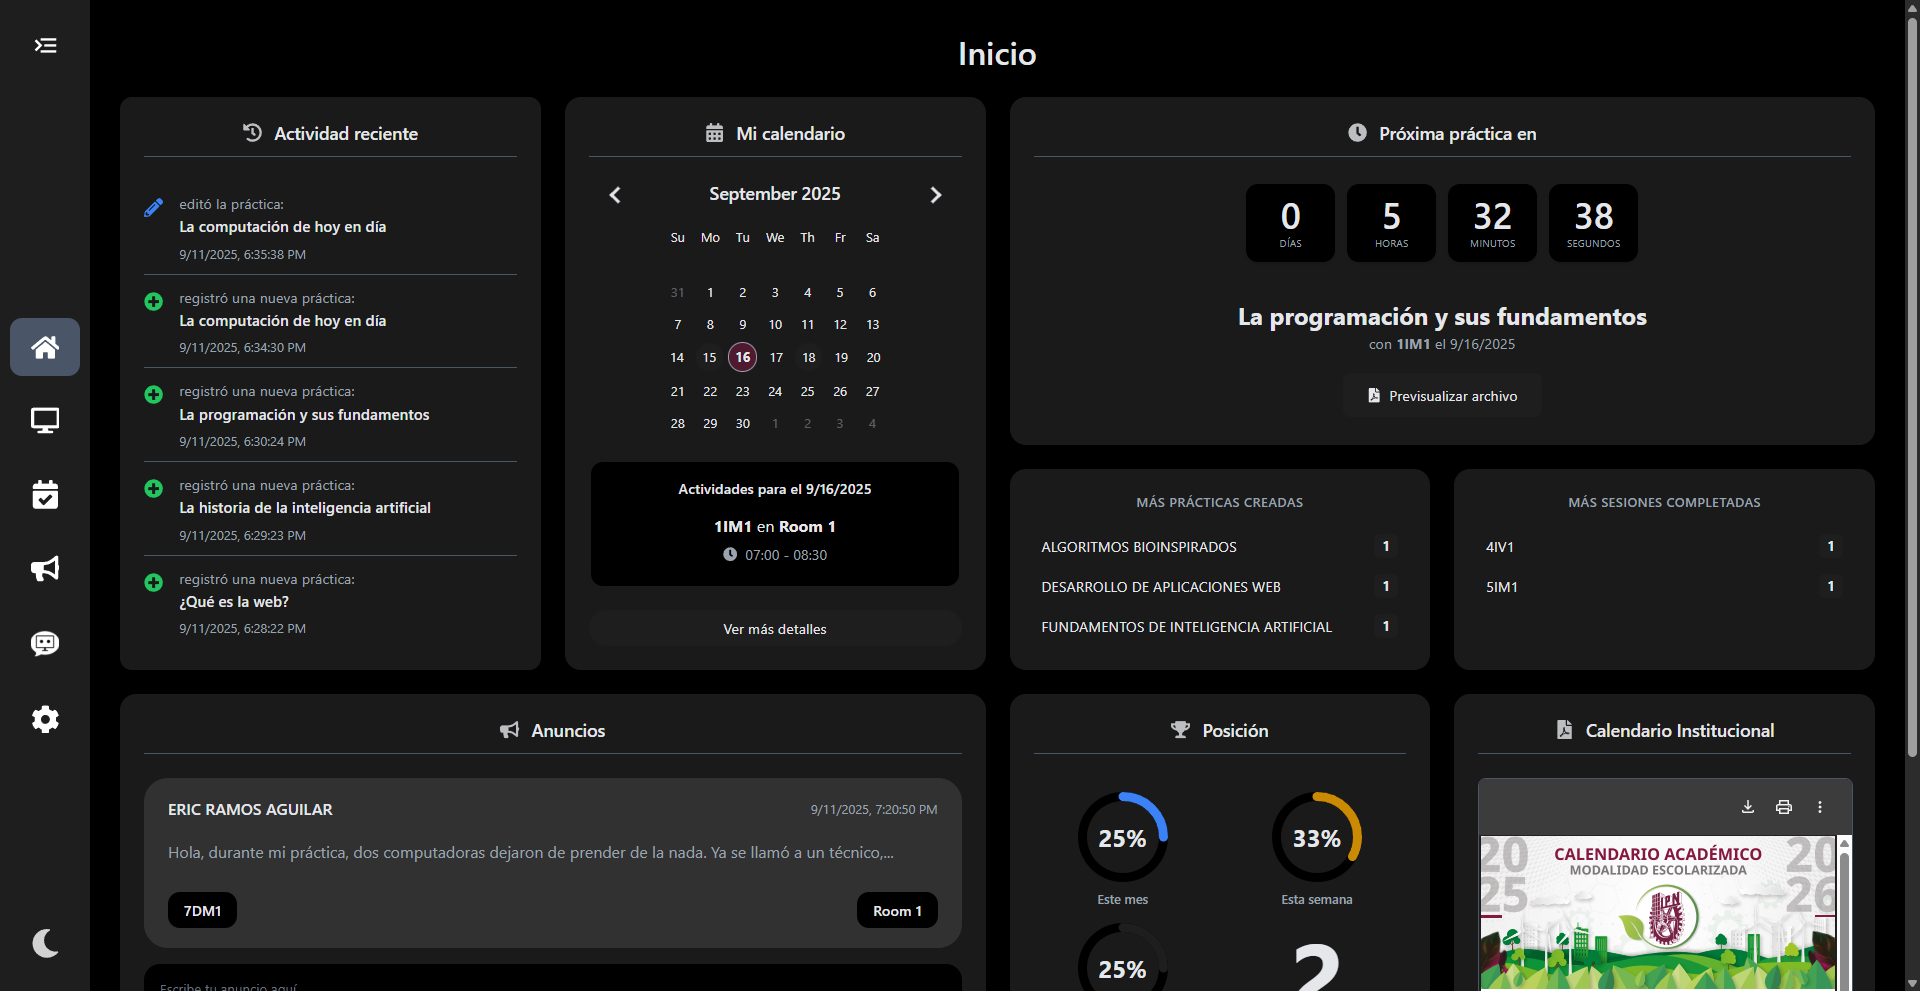 Inicio
Actividad reciente
editó la práctica:
La computación de hoy en día
9/11/2025, 6:35:38 PM
registró una nueva práctica:
La computación de hoy en día
9/11/2025, 6:34:30 PM
registró una nueva práctica:
La programación y sus fundamentos
9/11/2025, 6:30:24 PM
registró una nueva práctica:
La historia de la inteligencia artificial
9/11/2025, 6:29:23 PM
registró una nueva práctica:
¿Qué es la web?
9/11/2025, 6:28:22 PM
Mi calendario
September 2025
Su Mo Tu We Th Fr Sa
31 1 2 3 4 5 6
7 8 9 10 11 12 13
14 15 16 17 18 19 20
21 22 23 24 25 26 27
28 29 30 1 2 3 4
Actividades para el 9/16/2025
1IM1 en Room 1
07:00 - 08:30
Ver más detalles
Próxima práctica en
0 5 32 38
DÍAS HORAS MINUTOS SEGUNDOS
La programación y sus fundamentos
con 1IM1 el 9/16/2025
Previsualizar archivo
MÁS PRÁCTICAS CREADAS
ALGORITMOS BIOINSPIRADOS 1
DESARROLLO DE APLICACIONES WEB 1
FUNDAMENTOS DE INTELIGENCIA ARTIFICIAL 1
MÁS SESIONES COMPLETADAS
4IV1 1
5IM1 1
Anuncios
ERIC RAMOS AGUILAR 9/11/2025, 7:20:50 PM
Hola, durante mi práctica, dos computadoras dejaron de prender de la nada. Ya se llamó a un técnico,...
7DM1 Room 1
Escribe tu anuncio aquí
Posición
25% 33%
Este mes Esta semana
25% 2
Calendario Institucional
2025 CALENDARIO ACADÉMICO 2026
MODALIDAD ESCOLARIZADA
IPN